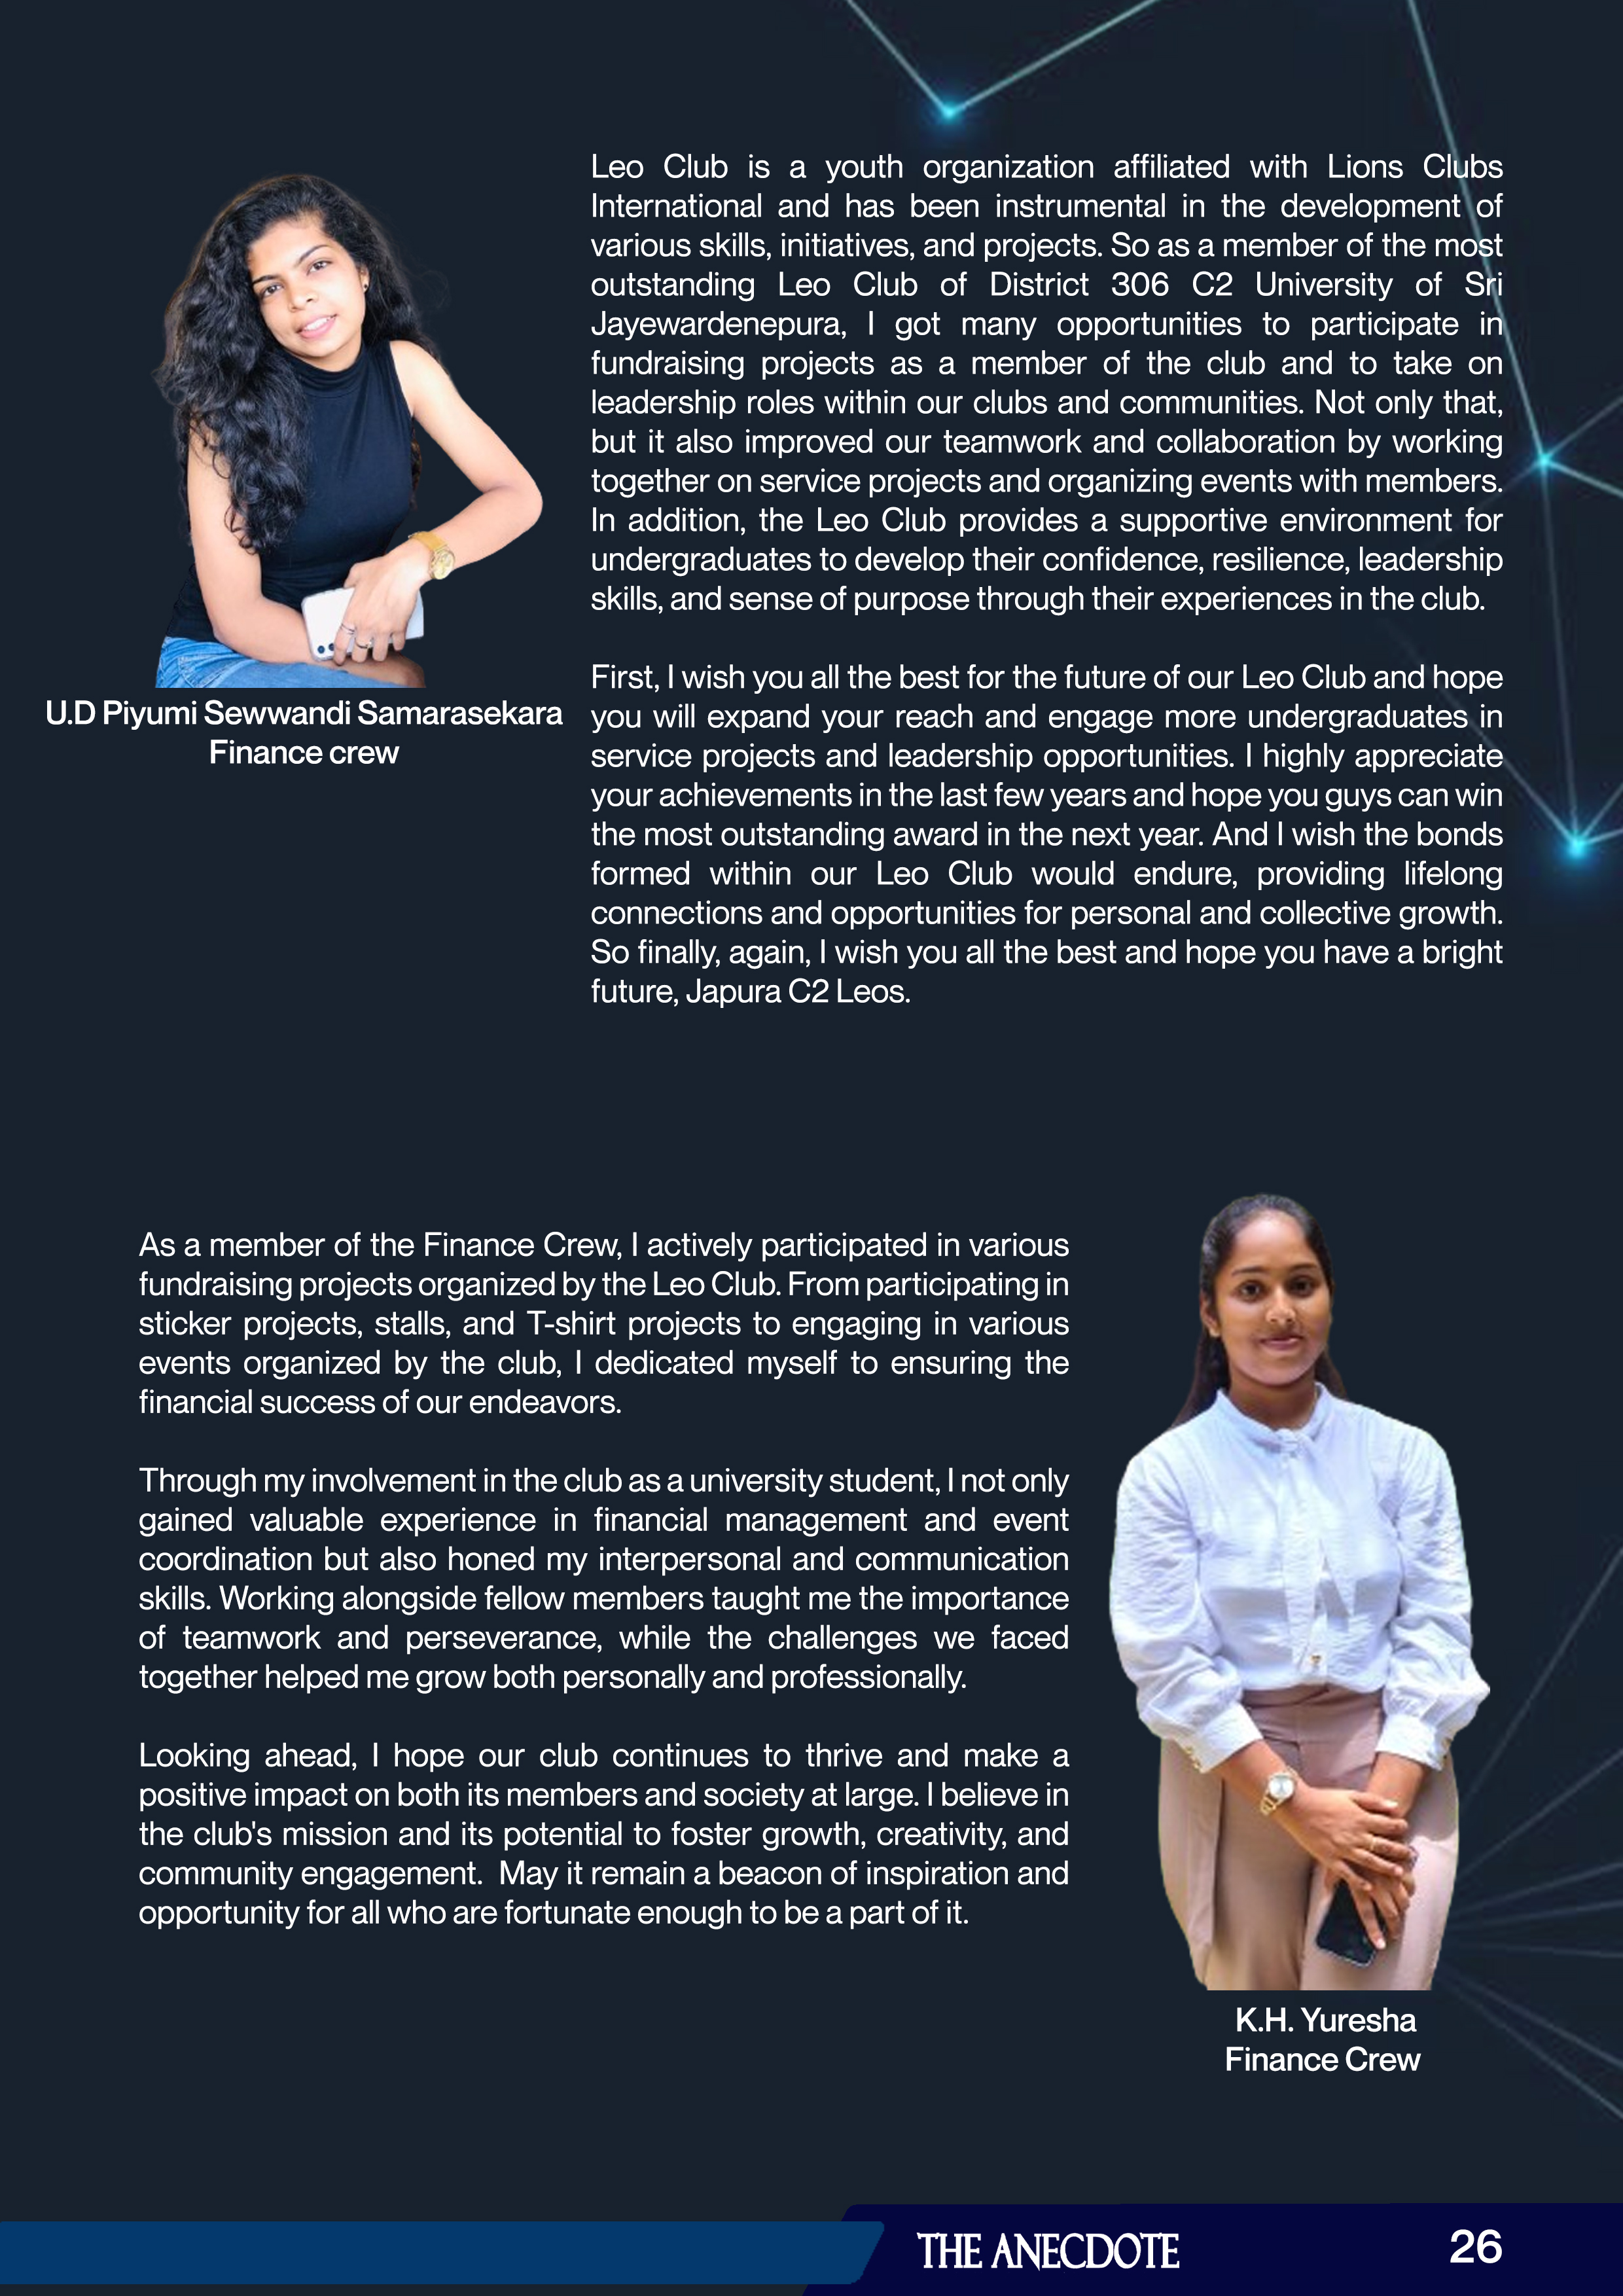 Leo Club is a youth organization affiliated with Lions Clubs
International and has been instrumental in the development of
various skills, initiatives, and projects. So as a member of the most
outstanding Leo Club of District 306 C2 University of Sri
Jayewardenepura, I got many opportunities to participate in
fundraising projects as a member of the club and to take on
leadership roles within our clubs and communities. Not only that,
but it also improved our teamwork and collaboration by working
together on service projects and organizing events with members.
In addition, the Leo Club provides a supportive environment for
undergraduates to develop their confidence, resilience, leadership
skills, and sense of purpose through their experiences in the club.
First, I wish you all the best for the future of our Leo Club and hope
you will expand your reach and engage more undergraduates in
service projects and leadership opportunities. I highly appreciate
your achievements in the last few years and hope you guys can win
the most outstanding award in the next year. And I wish the bonds
formed within our Leo Club would endure, providing lifelong
connections and opportunities for personal and collective growth.
So finally, again, I wish you all the best and hope you have a bright
future, Japura C2 Leos.
U.D Piyumi Sewwandi Samarasekara
Finance crew
As a member of the Finance Crew, I actively participated in various
fundraising projects organized by the Leo Club. From participating in
sticker projects, stalls, and T-shirt projects to engaging in various
events organized by the club, I dedicated myself to ensuring the
financial success of our endeavors.
Through my involvement in the club as a university student, I not only
gained valuable experience in financial management and event
coordination but also honed my interpersonal and communication
skills. Working alongside fellow members taught me the importance
of teamwork and perseverance, while the challenges we faced
together helped me grow both personally and professionally.
Looking ahead, I hope our club continues to thrive and make a
positive impact on both its members and society at large. I believe in
the club's mission and its potential to foster growth, creativity, and
community engagement.  May it remain a beacon of inspiration and
opportunity for all who are fortunate enough to be a part of it.
K.H. Yuresha
Finance Crew
THE ANECDOTE
26